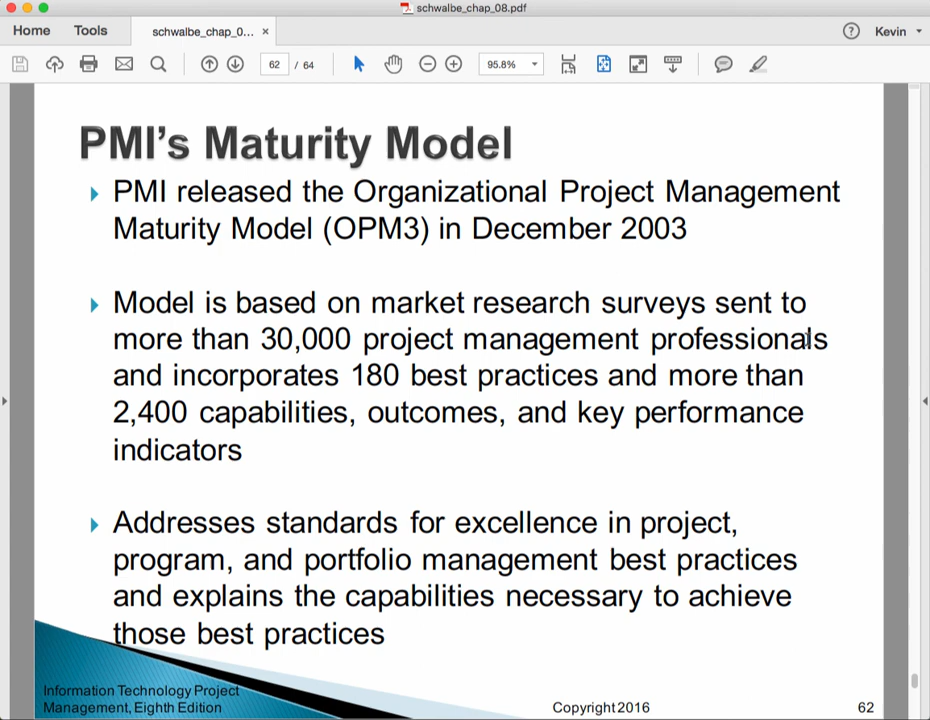 schwalbe_chap_08.pdf
Home Tools schwalbe_chap_0... × ? Kevin
62 / 64 95.8%
PMI's Maturity Model
PMI released the Organizational Project Management
Maturity Model (OPM3) in December 2003
Model is based on market research surveys sent to
more than 30,000 project management professionals
and incorporates 180 best practices and more than
2,400 capabilities, outcomes, and key performance
indicators
Addresses standards for excellence in project,
program, and portfolio management best practices
and explains the capabilities necessary to achieve
those best practices
Information Technology Project
Management, Eighth Edition Copyright 2016 62